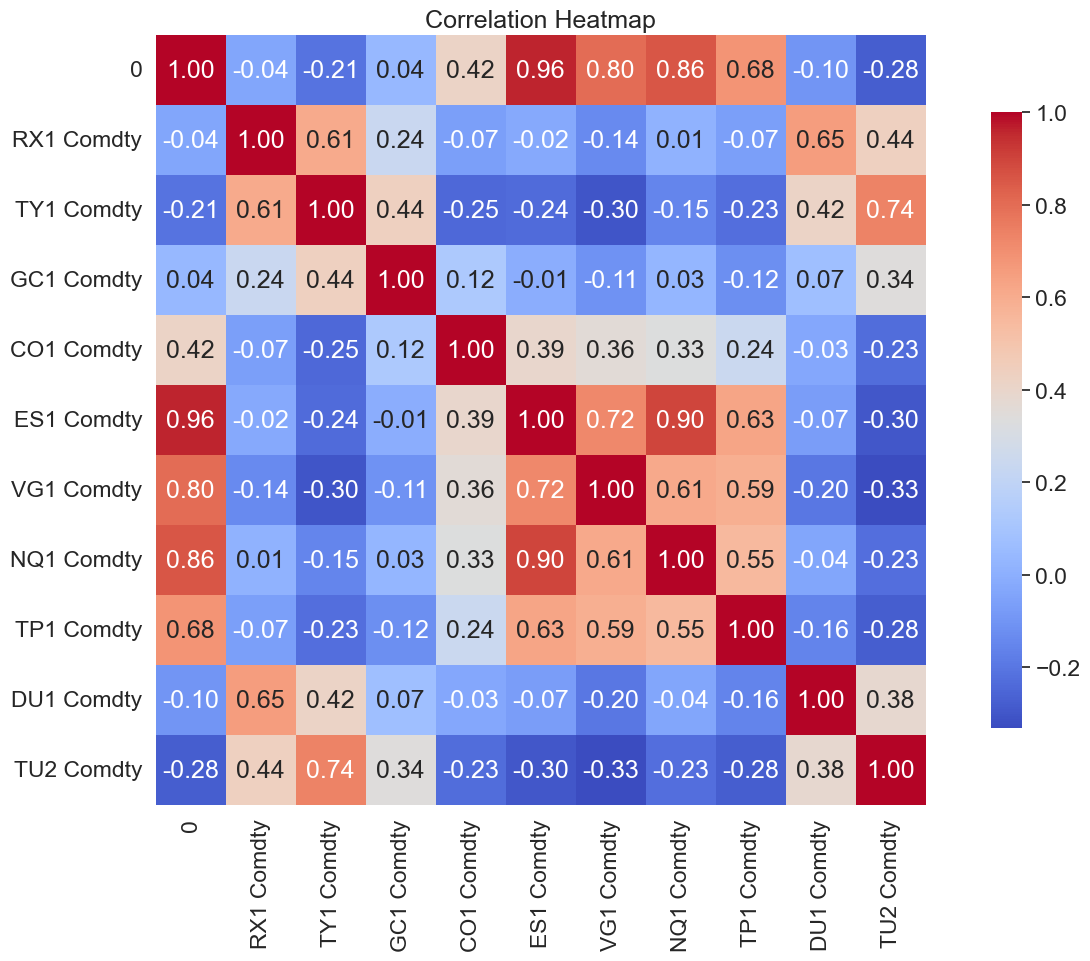 Correlation Heatmap
0 1.00 -0.04 -0.21 0.04 0.42 0.96 0.80 0.86 0.68 -0.10 -0.28
RX1 Comdty -0.04 1.00 0.61 0.24 -0.07 -0.02 -0.14 0.01 -0.07 0.65 0.44
TY1 Comdty -0.21 0.61 1.00 0.44 -0.25 -0.24 -0.30 -0.15 -0.23 0.42 0.74
GC1 Comdty 0.04 0.24 0.44 1.00 0.12 -0.01 -0.11 0.03 -0.12 0.07 0.34
CO1 Comdty 0.42 -0.07 -0.25 0.12 1.00 0.39 0.36 0.33 0.24 -0.03 -0.23
ES1 Comdty 0.96 -0.02 -0.24 -0.01 0.39 1.00 0.72 0.90 0.63 -0.07 -0.30
VG1 Comdty 0.80 -0.14 -0.30 -0.11 0.36 0.72 1.00 0.61 0.59 -0.20 -0.33
NQ1 Comdty 0.86 0.01 -0.15 0.03 0.33 0.90 0.61 1.00 0.55 -0.04 -0.23
TP1 Comdty 0.68 -0.07 -0.23 -0.12 0.24 0.63 0.59 0.55 1.00 -0.16 -0.28
DU1 Comdty -0.10 0.65 0.42 0.07 -0.03 -0.07 -0.20 -0.04 -0.16 1.00 0.38
TU2 Comdty -0.28 0.44 0.74 0.34 -0.23 -0.30 -0.33 -0.23 -0.28 0.38 1.00
0
RX1 Comdty
TY1 Comdty
GC1 Comdty
CO1 Comdty
ES1 Comdty
VG1 Comdty
NQ1 Comdty
TP1 Comdty
DU1 Comdty
TU2 Comdty
1.0
0.8
0.6
0.4
0.2
0.0
−0.2